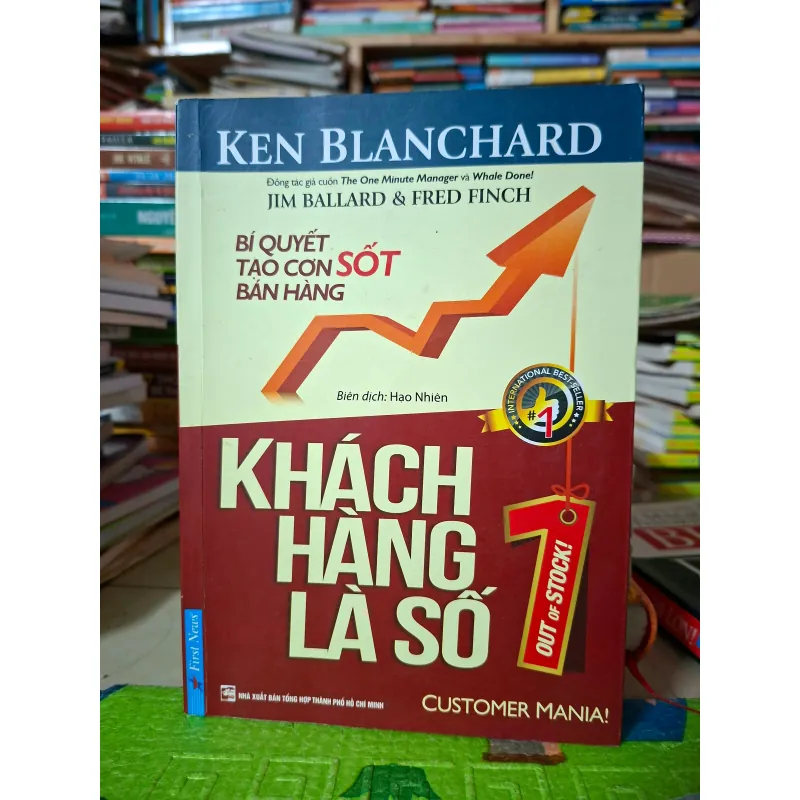 KEN BLANCHARD
Đồng tác giả cuốn The One Minute Manager và Whale Done!
JIM BALLARD & FRED FINCH
BÍ QUYẾT
TẠO CƠN SỐT
BÁN HÀNG
Biên dịch: Hạo Nhiên
INTERNATIONAL BEST-SELLER
#1
KHÁCH
HÀNG
LÀ SỐ 1
OUT OF STOCK!
First News
NHÀ XUẤT BẢN TỔNG HỢP THÀNH PHỐ HỒ CHÍ MINH
CUSTOMER MANIA!